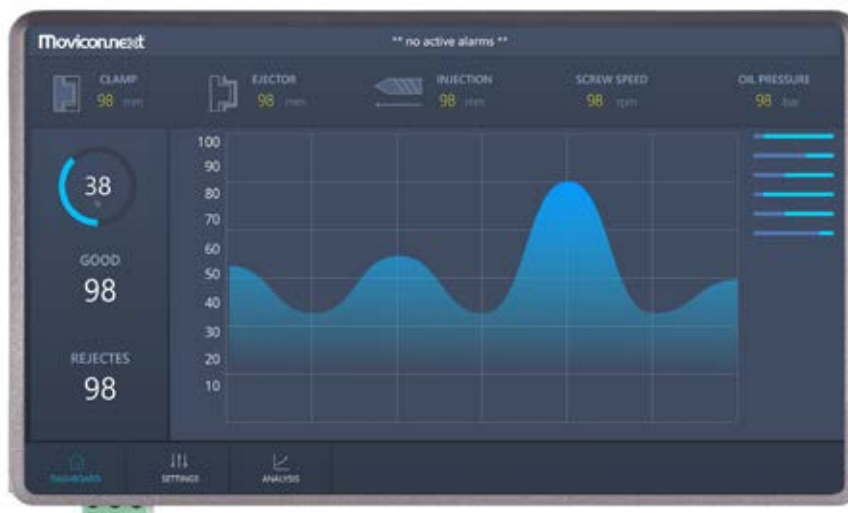 Movicon.next
** no active alarms **
CLAMP
98 mm
EJECTOR
98 mm
INJECTION
98 mm
SCREW SPEED
98 rpm
OIL PRESSURE
98 bar
38
%
GOOD
98
REJECTES
98
100
90
80
70
60
50
40
30
20
10
DASHBOARD
SETTINGS
ANALYSIS